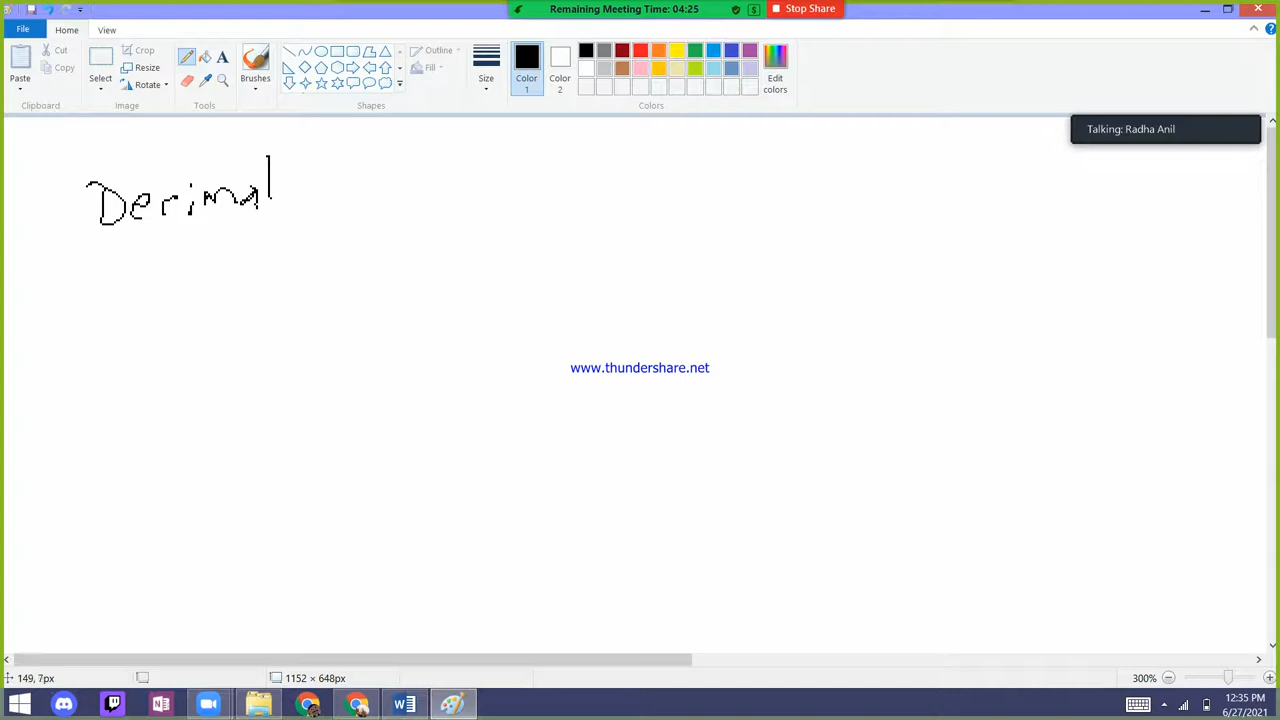 Remaining Meeting Time: 04:25
Stop Share
File
Home
View
Paste
Cut
Copy
Clipboard
Select
Crop
Resize
Rotate
Image
A
Tools
Brushes
Outline
Fill
Shapes
Size
Color
1
Color
2
Edit
colors
Colors
Talking: Radha Anil
Decimal
www.thundershare.net
149, 7px
1152 × 648px
300%
12:35 PM
6/27/2021